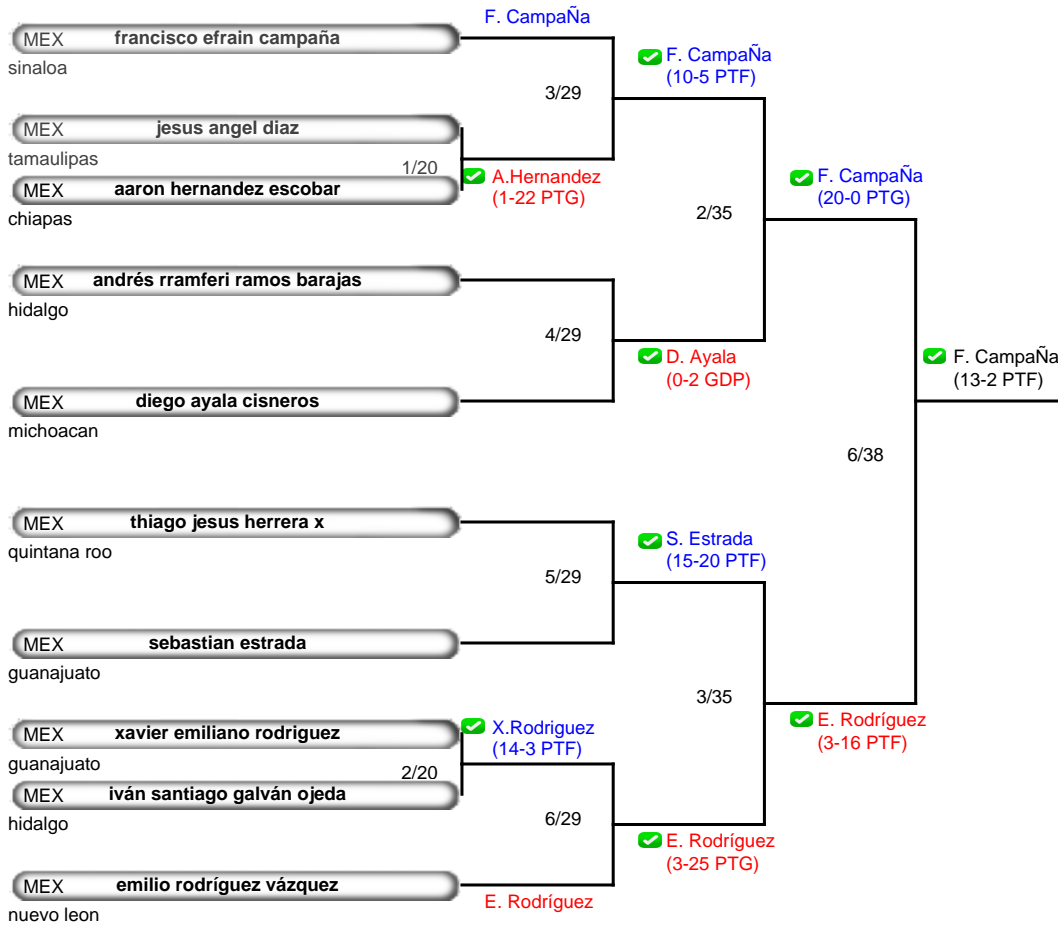 F. CampaÑa
MEX francisco efrain campaña
sinaloa
F. CampaÑa
(10-5 PTF)
3/29
MEX jesus angel diaz
tamaulipas
1/20
MEX aaron hernandez escobar
chiapas
A.Hernandez
(1-22 PTG)
F. CampaÑa
(20-0 PTG)
2/35
MEX andrés rramferi ramos barajas
hidalgo
4/29
D. Ayala
(0-2 GDP)
F. CampaÑa
(13-2 PTF)
MEX diego ayala cisneros
michoacan
6/38
MEX thiago jesus herrera x
quintana roo
S. Estrada
(15-20 PTF)
5/29
MEX sebastian estrada
guanajuato
3/35
E. Rodríguez
(3-16 PTF)
MEX xavier emiliano rodriguez
guanajuato
X.Rodriguez
(14-3 PTF)
2/20
MEX iván santiago galván ojeda
hidalgo
6/29
E. Rodríguez
(3-25 PTG)
MEX emilio rodríguez vázquez
nuevo leon
E. Rodríguez